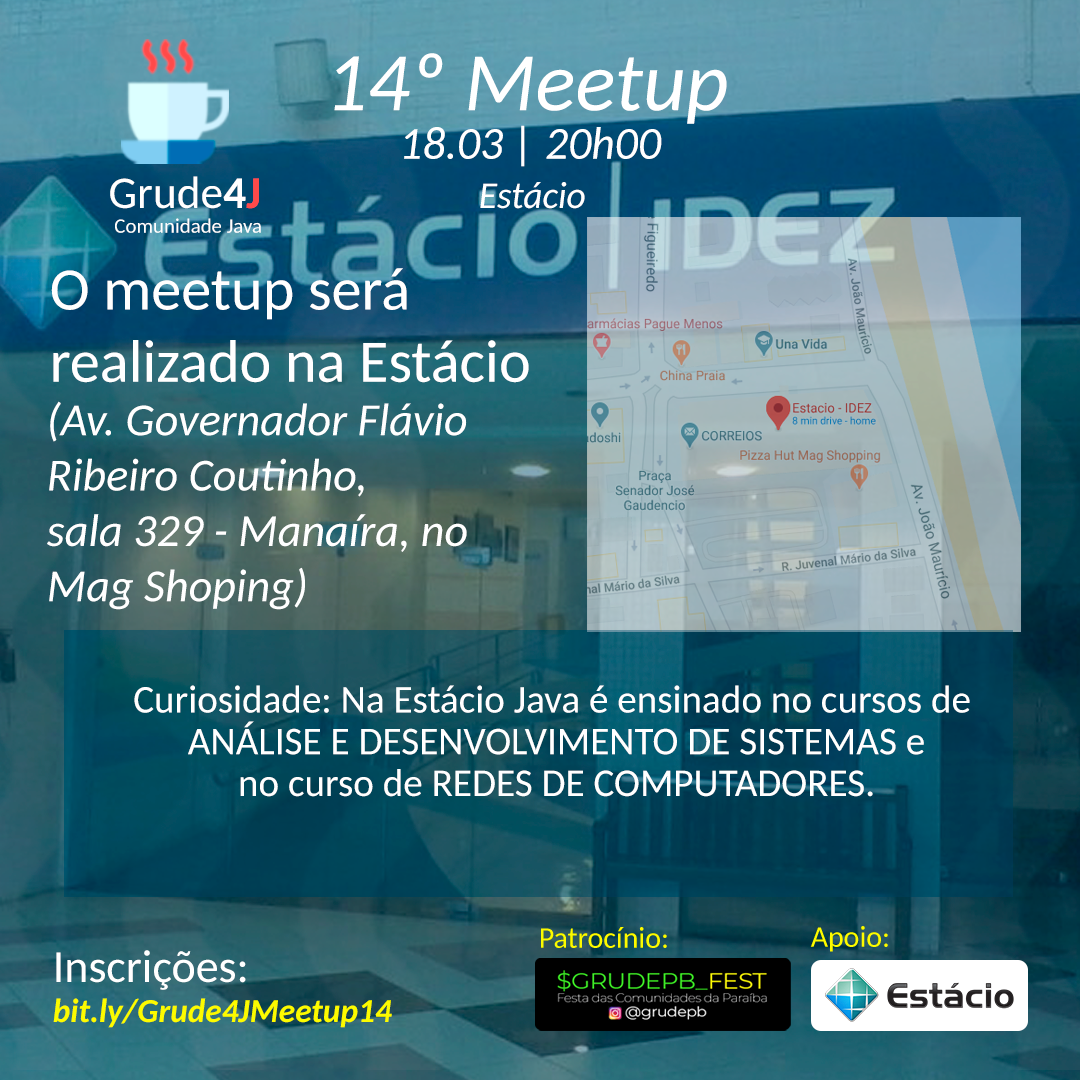 14º Meetup
18.03 | 20h00
Estácio
Grude4J
Comunidade Java
Estácio IDEZ
O meetup será
realizado na Estácio
(Av. Governador Flávio
Ribeiro Coutinho,
sala 329 - Manaíra, no
Mag Shoping)
Figueiredo
Av. João Maurício
armácias Pague Menos
Una Vida
China Praia
Estacio - IDEZ
8 min drive - home
doshi
CORREIOS
Pizza Hut Mag Shopping
Praça
Senador José
Gaudencio
Av. João Maurício
R. Juvenal Mário da Silva
nal Mário da Silva
Curiosidade: Na Estácio Java é ensinado no cursos de
ANÁLISE E DESENVOLVIMENTO DE SISTEMAS e
no curso de REDES DE COMPUTADORES.
Inscrições:
bit.ly/Grude4JMeetup14
Patrocínio:
$GRUDEPB_FEST
Festa das Comunidades da Paraíba
@grudepb
Apoio:
Estácio